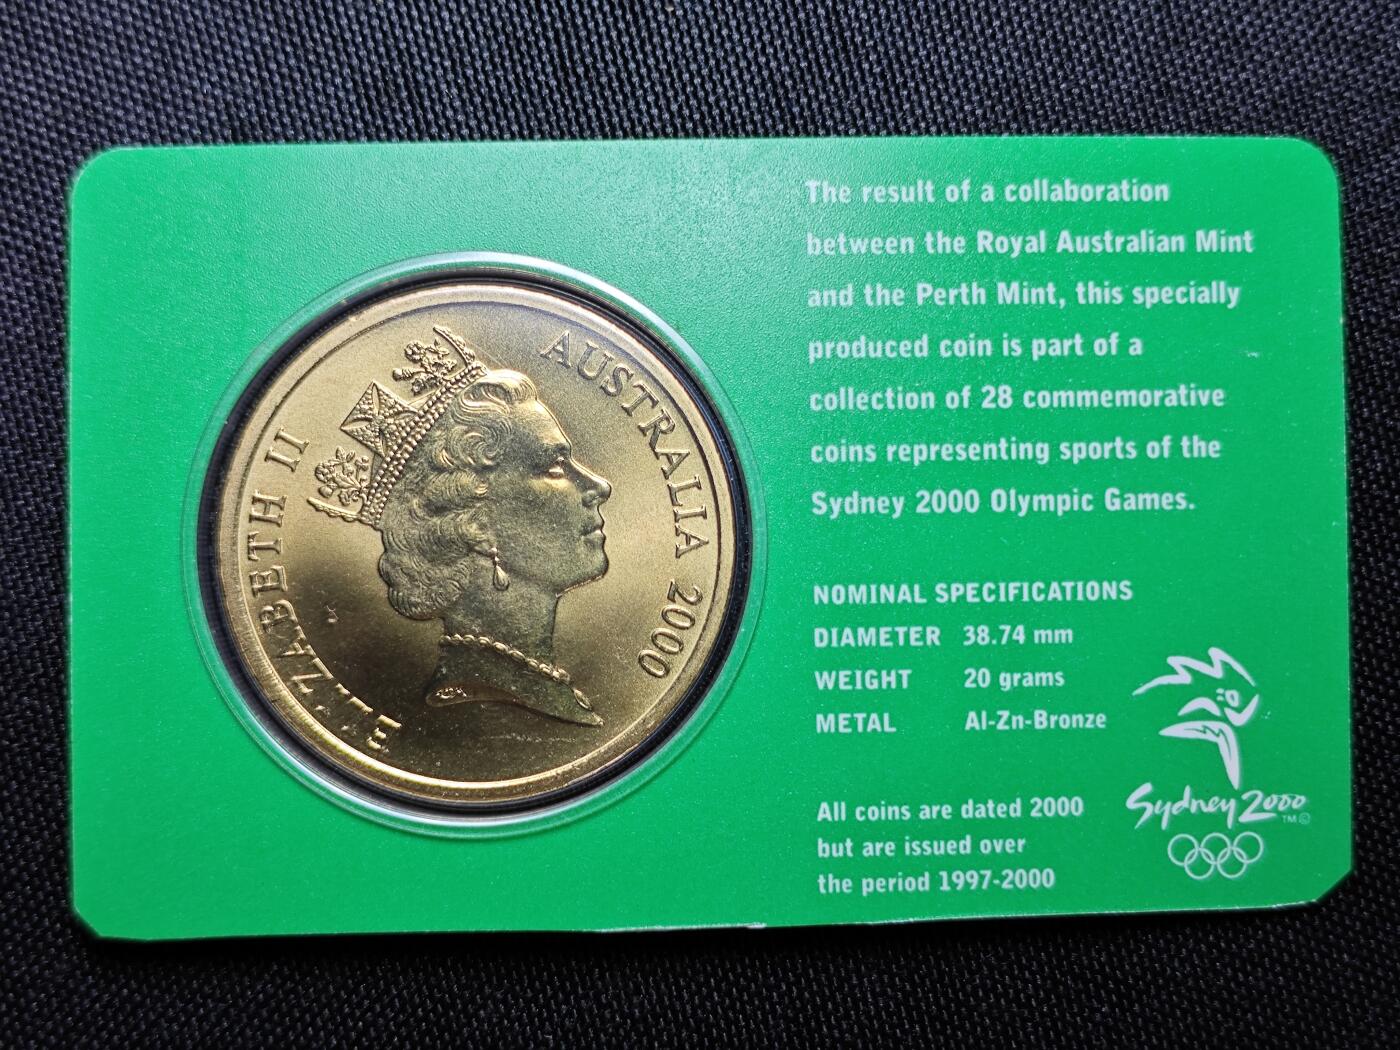 ELIZABETH II
AUSTRALIA 2000
The result of a collaboration
between the Royal Australian Mint
and the Perth Mint, this specially
produced coin is part of a
collection of 28 commemorative
coins representing sports of the
Sydney 2000 Olympic Games.
NOMINAL SPECIFICATIONS
DIAMETER 38.74 mm
WEIGHT 20 grams
METAL Al-Zn-Bronze
Sydney 2000
TM ©
All coins are dated 2000
but are issued over
the period 1997-2000